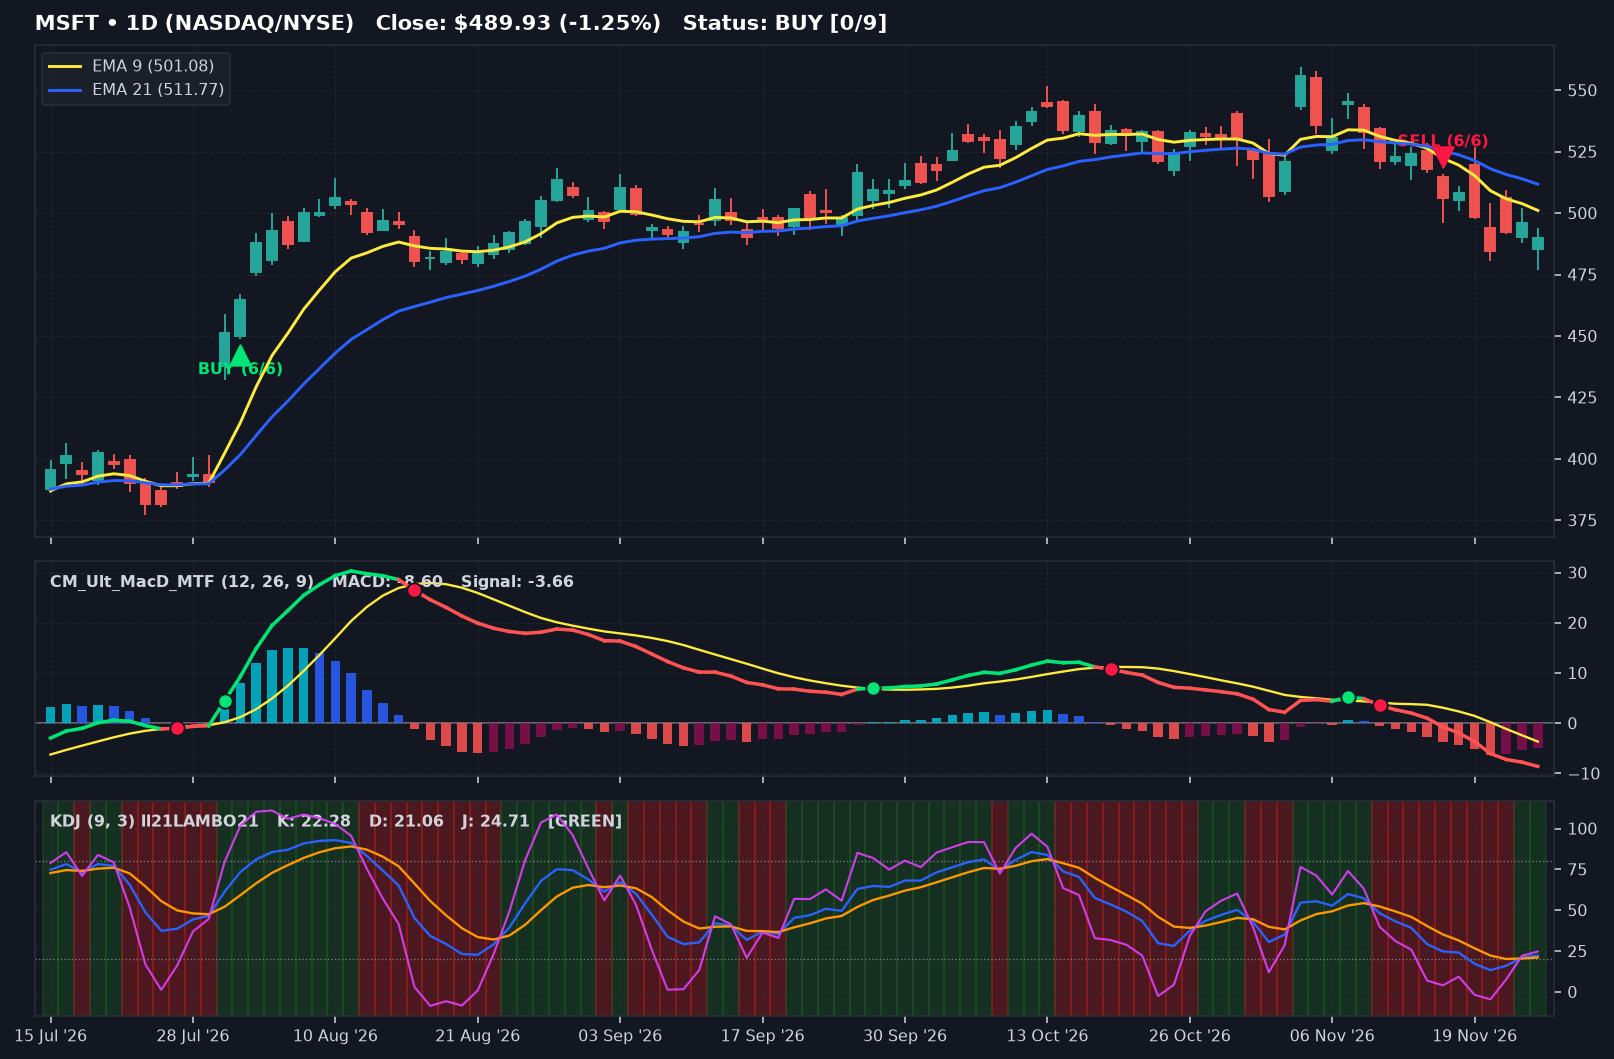 MSFT • 1D (NASDAQ/NYSE)   Close: $489.93 (-1.25%)   Status: BUY [0/9]
EMA 9 (501.08)
EMA 21 (511.77)
550
525
500
475
450
425
400
375
SELL (6/6)
BUY (6/6)
CM_Ult_MacD_MTF (12, 26, 9)   MACD: -8.60   Signal: -3.66
30
20
10
0
−10
KDJ (9, 3) II21LAMBO21   K: 22.28   D: 21.06   J: 24.71   [GREEN]
100
75
50
25
0
15 Jul '26   28 Jul '26   10 Aug '26   21 Aug '26   03 Sep '26   17 Sep '26   30 Sep '26   13 Oct '26   26 Oct '26   06 Nov '26   19 Nov '26